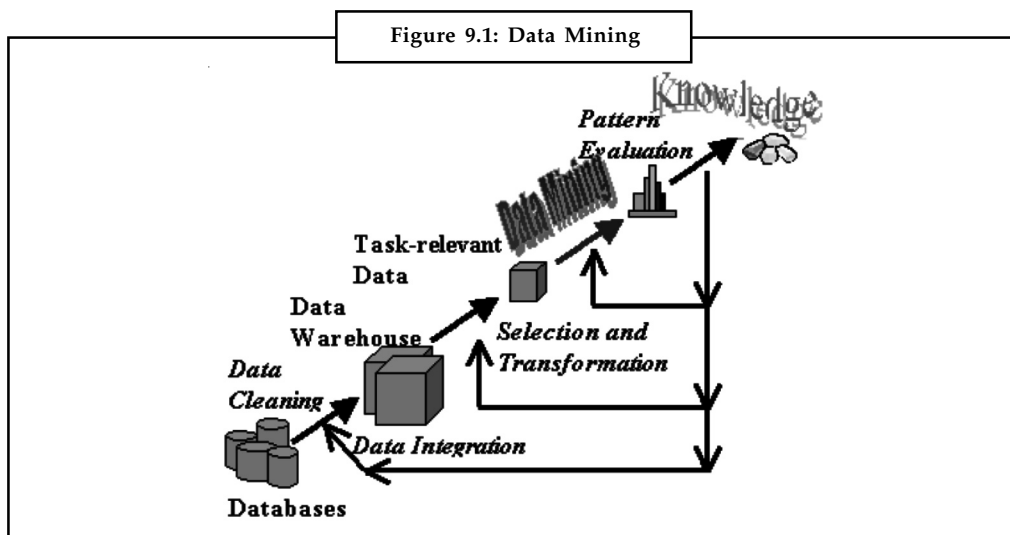 Figure 9.1: Data Mining
Knowledge
Pattern
Evaluation
Data Mining
Task-relevant
Data
Data
Warehouse
Selection and
Transformation
Data
Cleaning
Data Integration
Databases